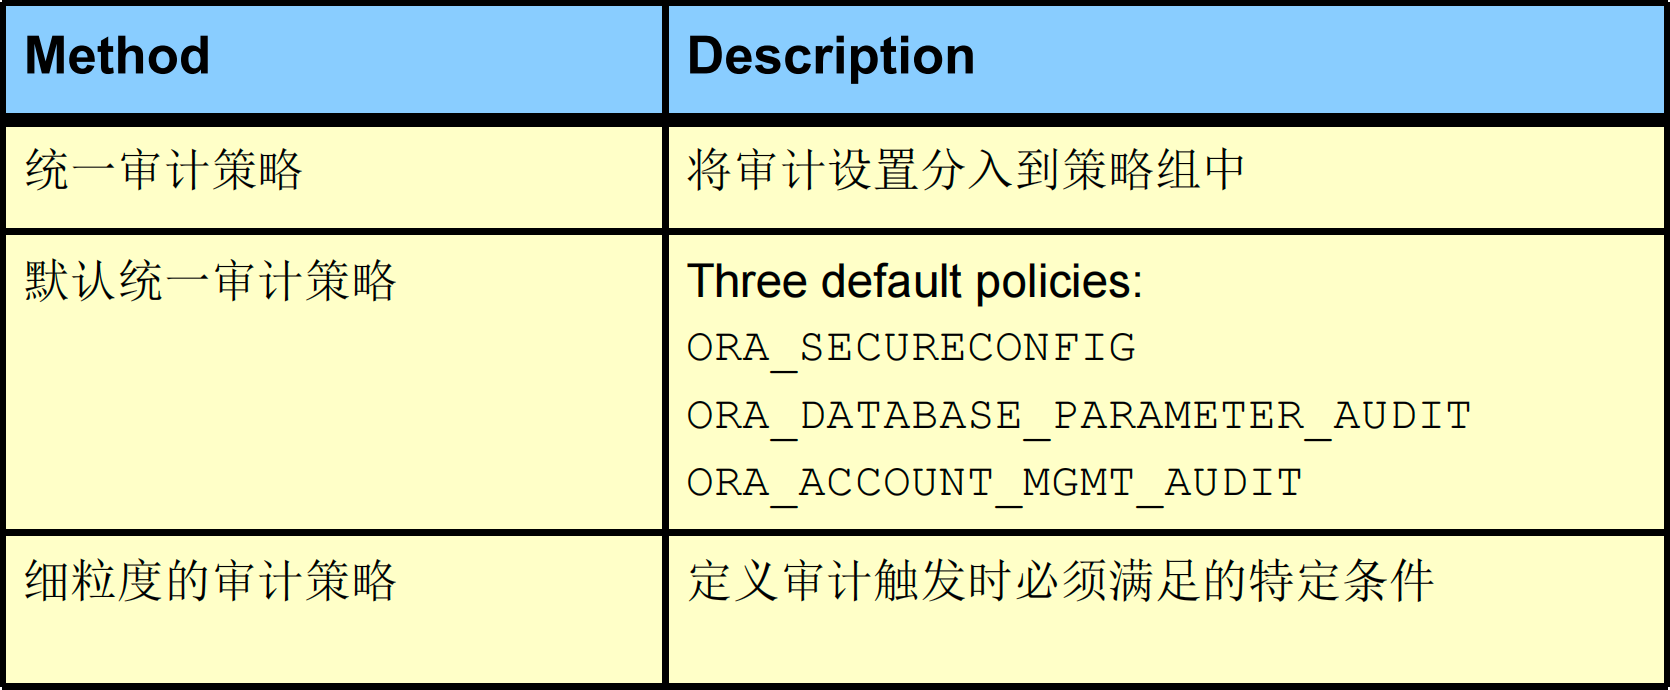 Method
Description
统一审计策略
将审计设置分入到策略组中
默认统一审计策略
Three default policies:
ORA_SECURECONFIG
ORA_DATABASE_PARAMETER_AUDIT
ORA_ACCOUNT_MGMT_AUDIT
细粒度的审计策略
定义审计触发时必须满足的特定条件